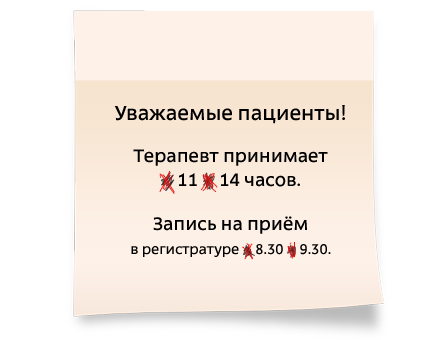 Уважаемые пациенты!
Терапевт принимает
11 14 часов.
Запись на приём
в регистратуре 8.30 9.30.